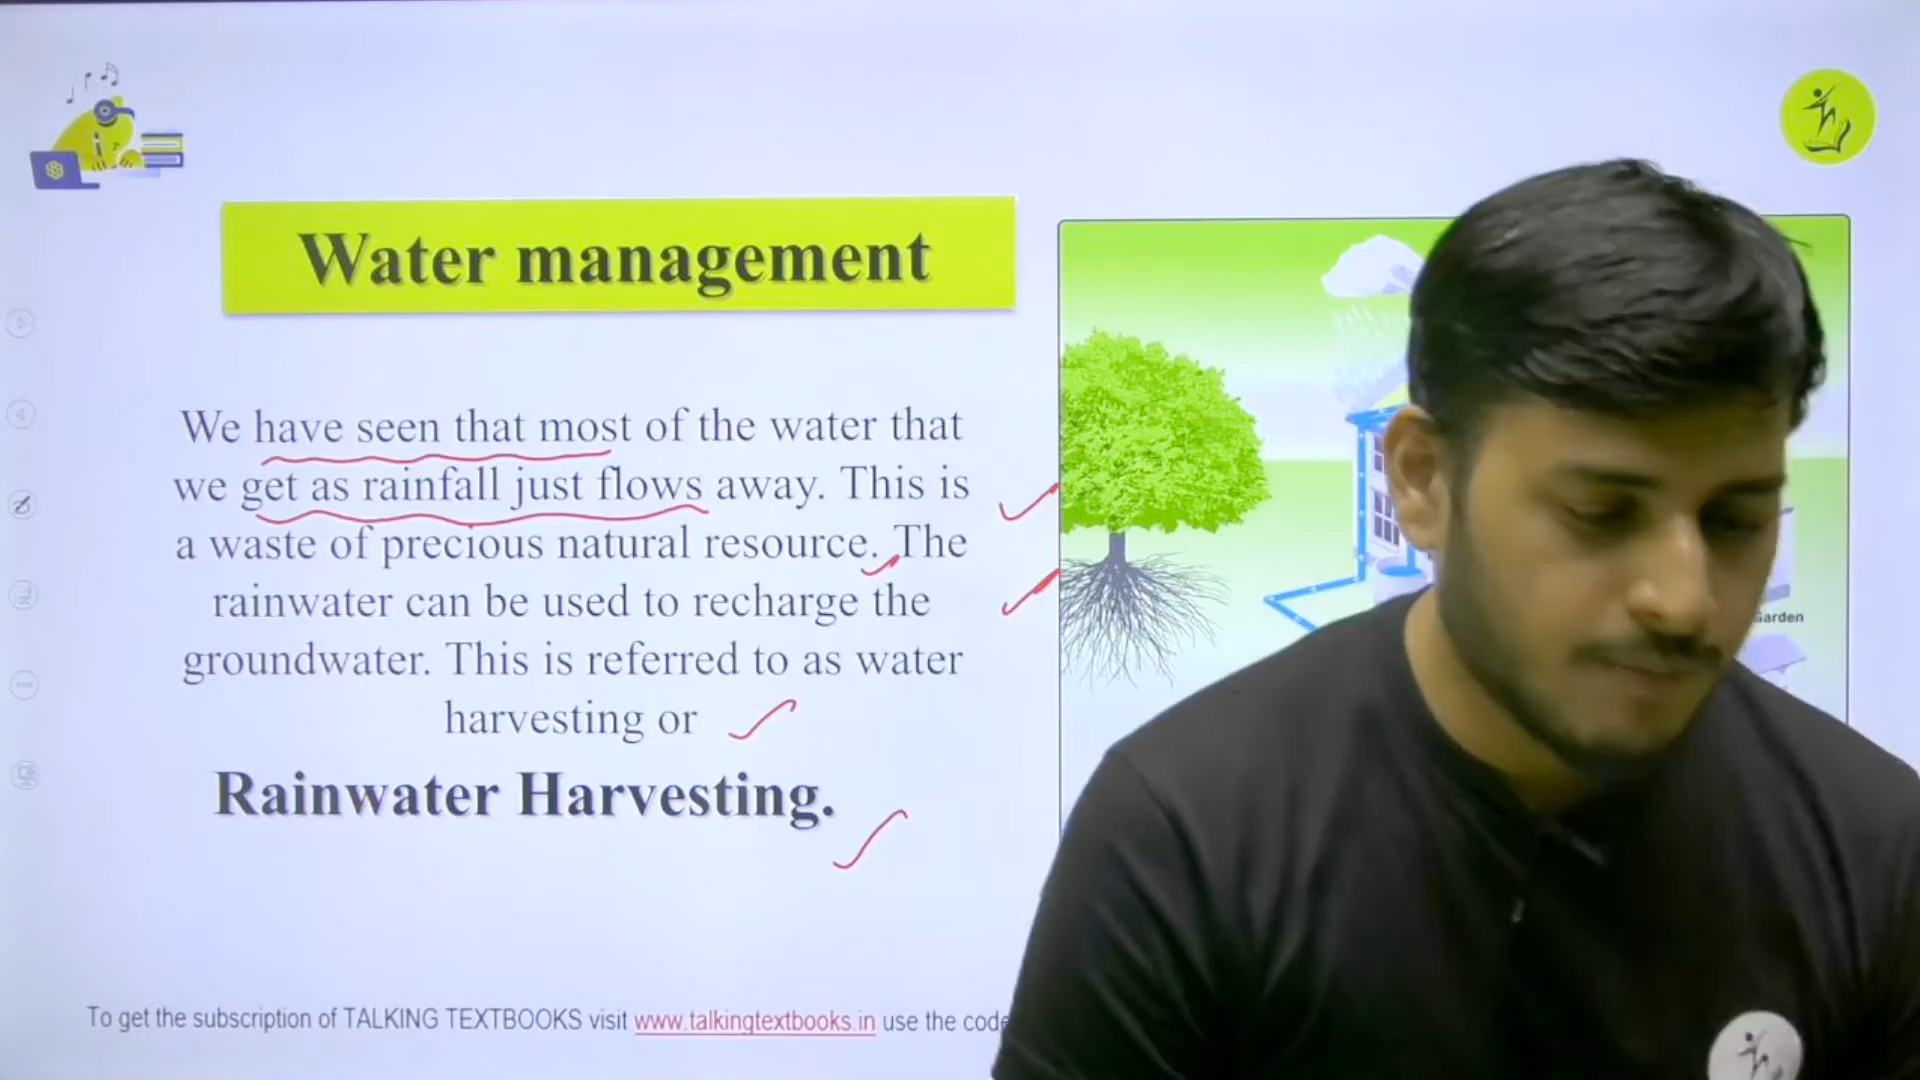 Water management
We have seen that most of the water that
we get as rainfall just flows away. This is
a waste of precious natural resource. The
rainwater can be used to recharge the
groundwater. This is referred to as water
harvesting or
Rainwater Harvesting.
Garden
To get the subscription of TALKING TEXTBOOKS visit www.talkingtextbooks.in use the code